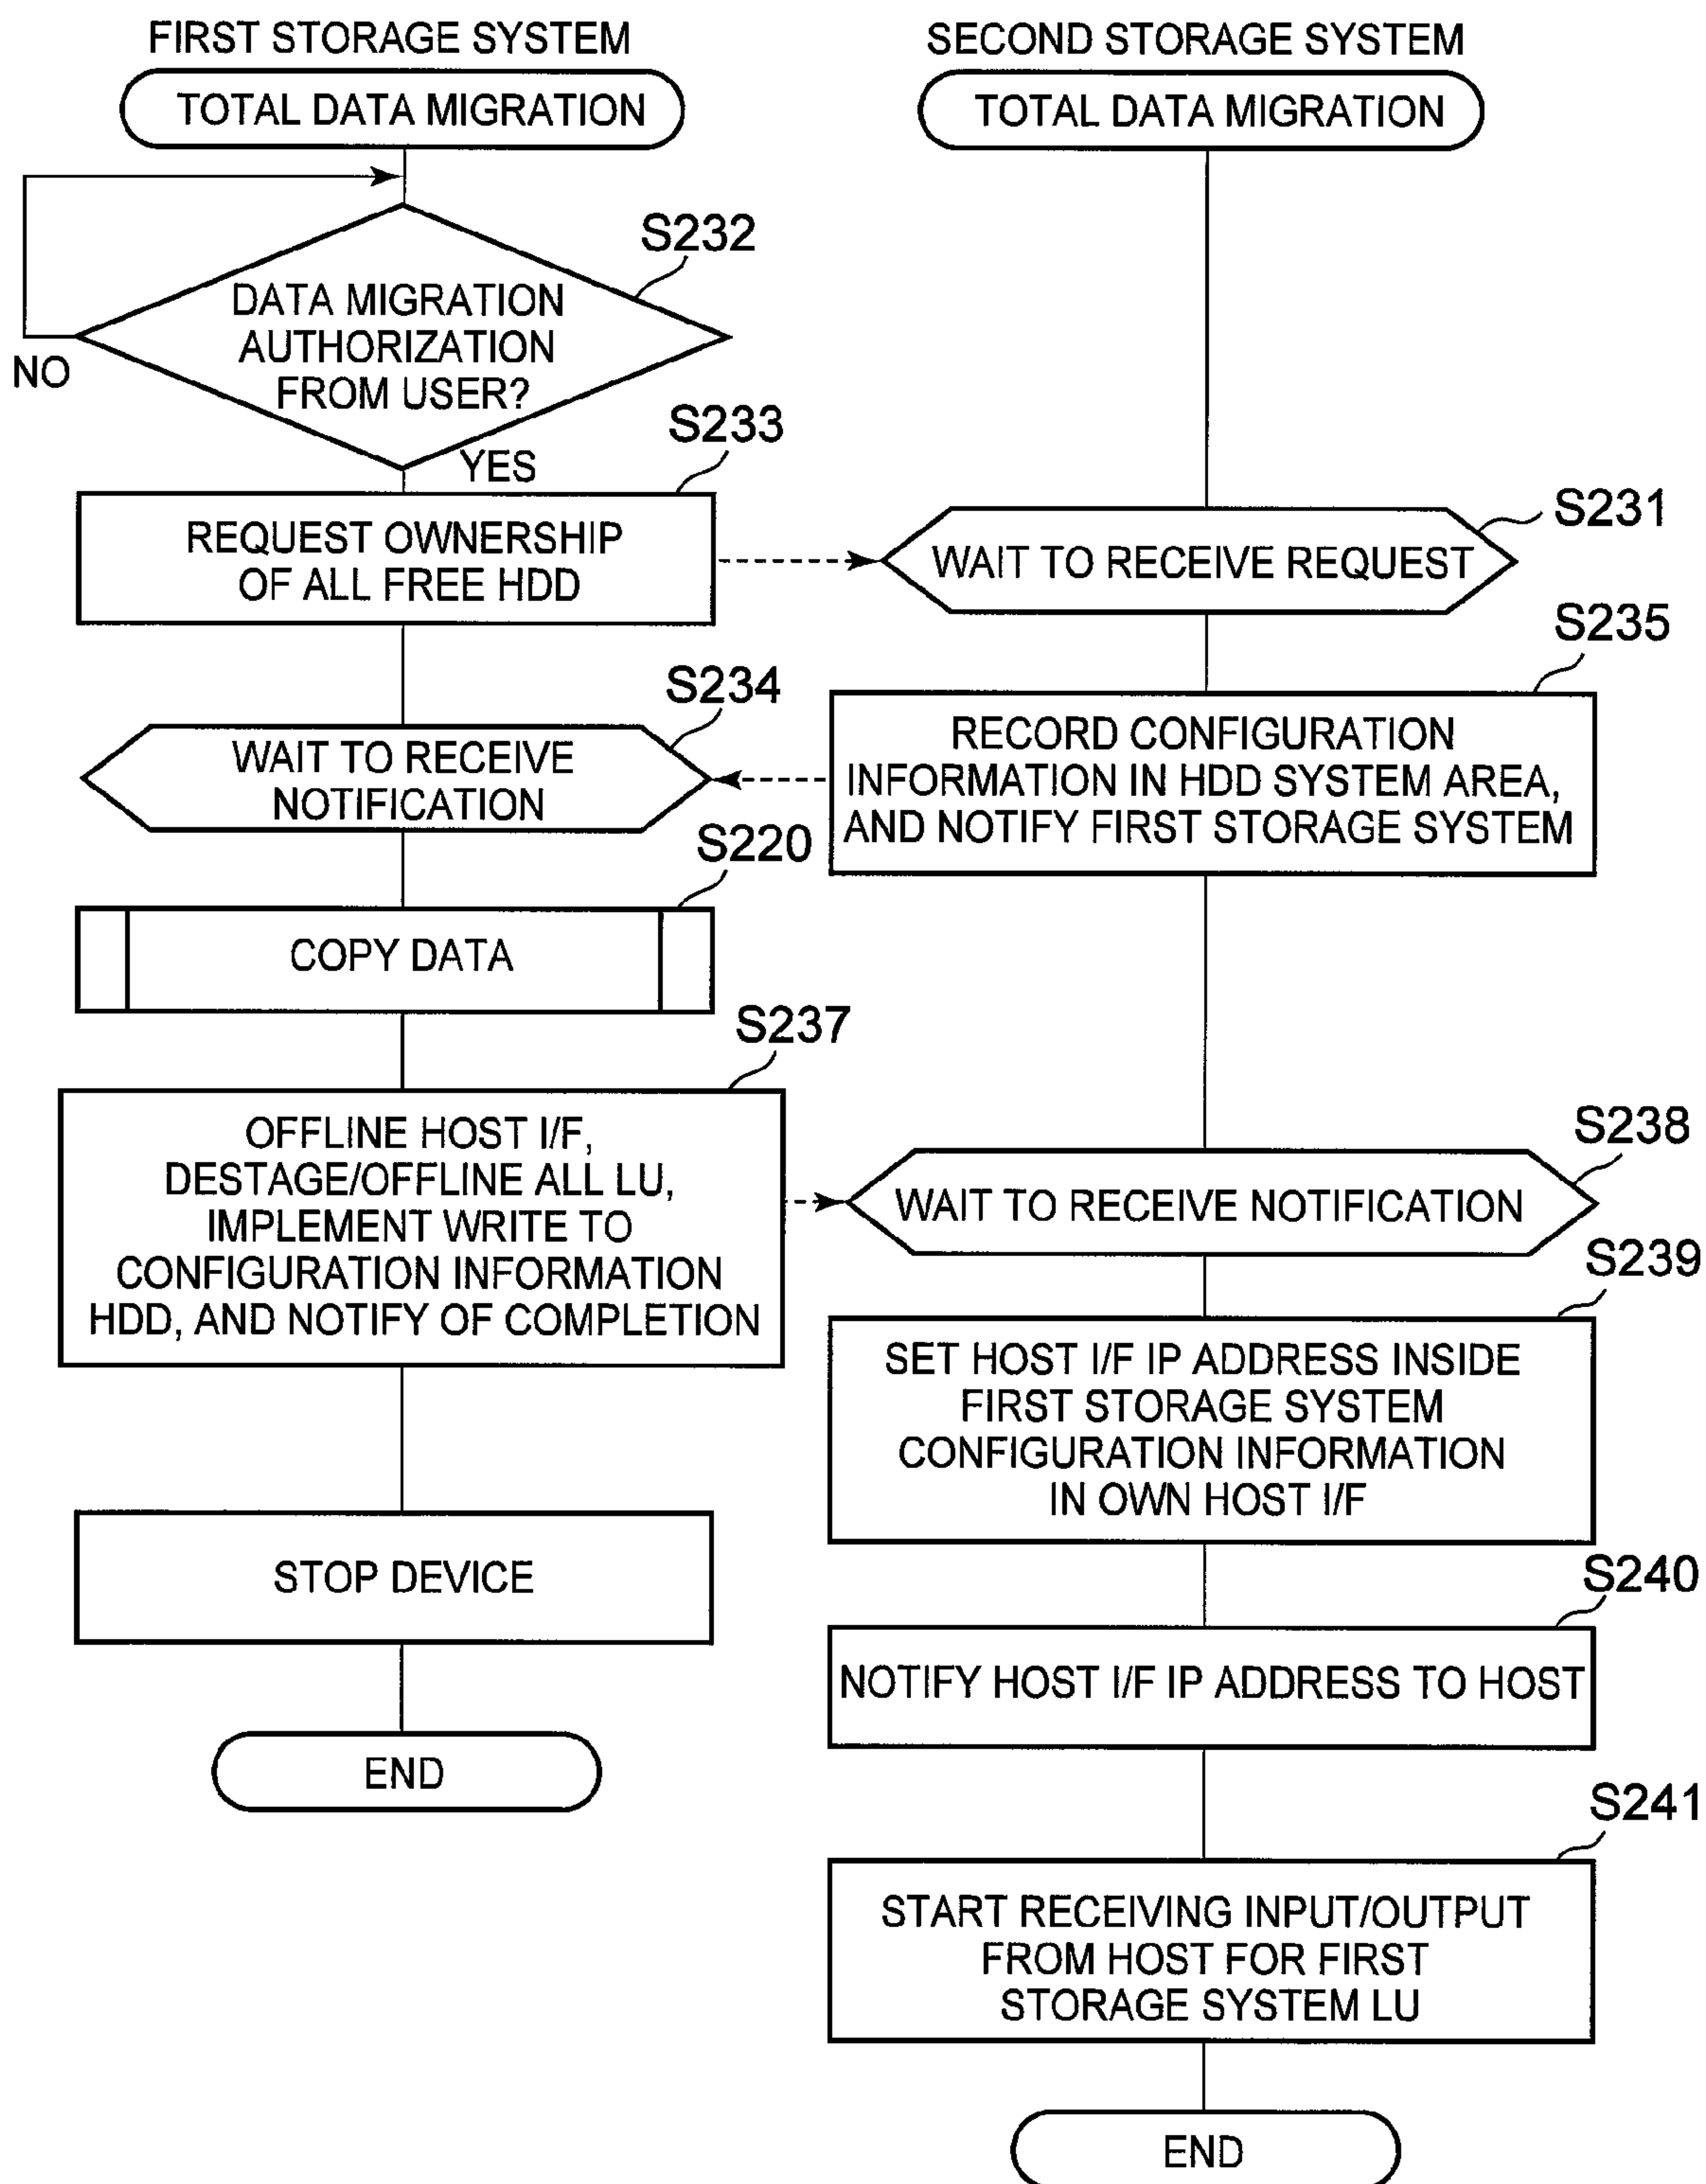 FIRST STORAGE SYSTEM
TOTAL DATA MIGRATION
S232
DATA MIGRATION
AUTHORIZATION
FROM USER?
NO
YES
S233
REQUEST OWNERSHIP
OF ALL FREE HDD
S234
WAIT TO RECEIVE
NOTIFICATION
S220
COPY DATA
S237
OFFLINE HOST I/F,
DESTAGE/OFFLINE ALL LU,
IMPLEMENT WRITE TO
CONFIGURATION INFORMATION
HDD, AND NOTIFY OF COMPLETION
STOP DEVICE
END
SECOND STORAGE SYSTEM
TOTAL DATA MIGRATION
S231
WAIT TO RECEIVE REQUEST
S235
RECORD CONFIGURATION
INFORMATION IN HDD SYSTEM AREA,
AND NOTIFY FIRST STORAGE SYSTEM
S238
WAIT TO RECEIVE NOTIFICATION
S239
SET HOST I/F IP ADDRESS INSIDE
FIRST STORAGE SYSTEM
CONFIGURATION INFORMATION
IN OWN HOST I/F
S240
NOTIFY HOST I/F IP ADDRESS TO HOST
S241
START RECEIVING INPUT/OUTPUT
FROM HOST FOR FIRST
STORAGE SYSTEM LU
END